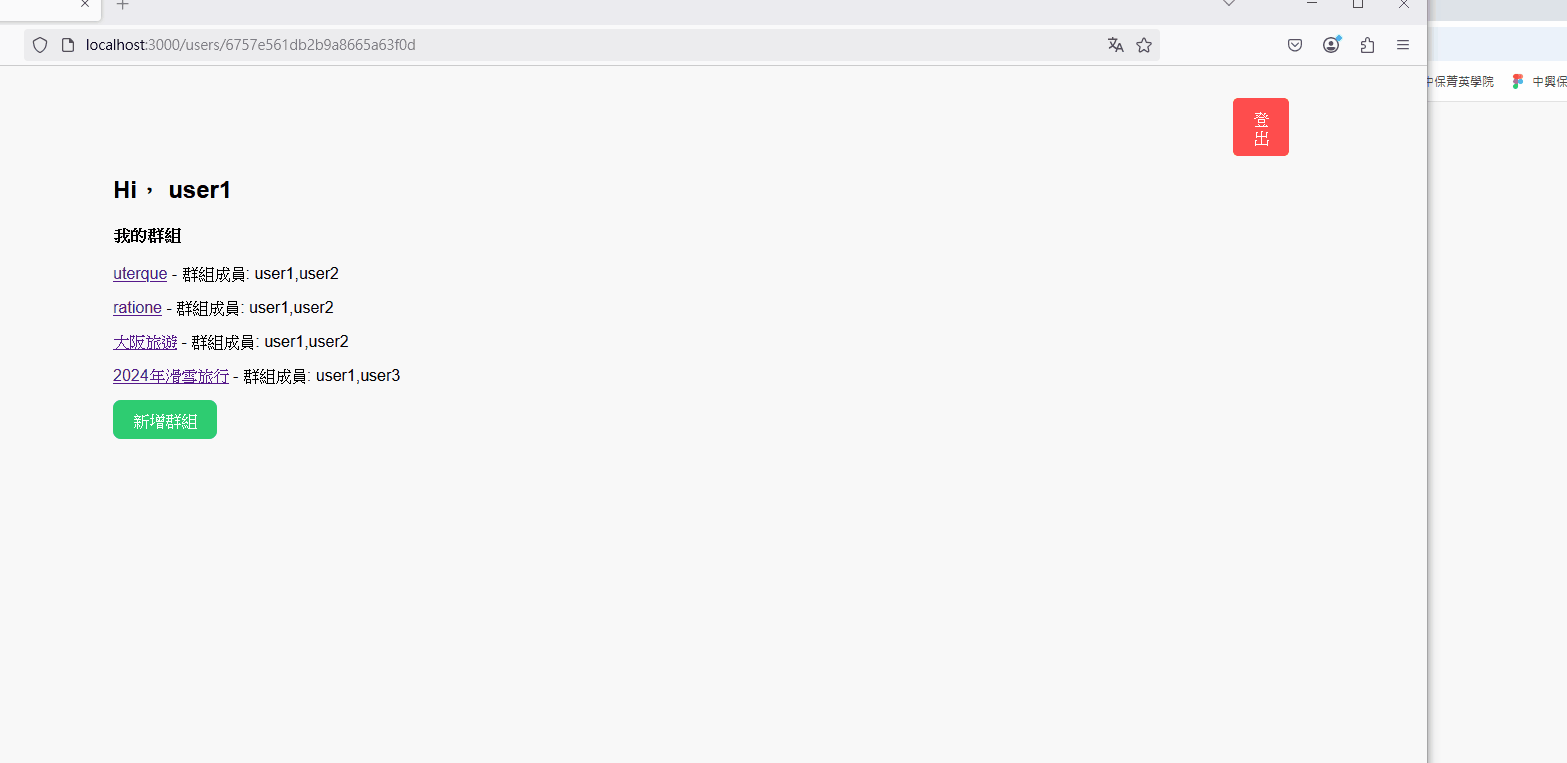 localhost:3000/users/6757e561db2b9a8665a63f0d
中保菁英學院
中興保
登
出
Hi， user1
我的群組
uterque - 群組成員: user1,user2
ratione - 群組成員: user1,user2
大阪旅遊 - 群組成員: user1,user2
2024年滑雪旅行 - 群組成員: user1,user3
新增群組